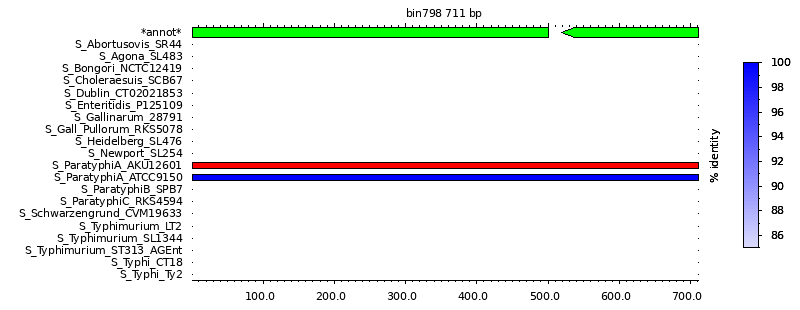 bin798 711 bp
*annot*
S_Abortusovis_SR44
S_Agona_SL483
S_Bongori_NCTC12419
S_Choleraesuis_SCB67
S_Dublin_CT02021853
S_Enteritidis_P125109
S_Gallinarum_28791
S_Gall_Pullorum_RKS5078
S_Heidelberg_SL476
S_Newport_SL254
S_ParatyphiA_AKU12601
S_ParatyphiA_ATCC9150
S_ParatyphiB_SPB7
S_ParatyphiC_RKS4594
S_Schwarzengrund_CVM19633
S_Typhimurium_LT2
S_Typhimurium_SL1344
S_Typhimurium_ST313_AGEnt
S_Typhi_CT18
S_Typhi_Ty2
100.0 200.0 300.0 400.0 500.0 600.0 700.0
% identity
100
98
96
94
92
90
88
86